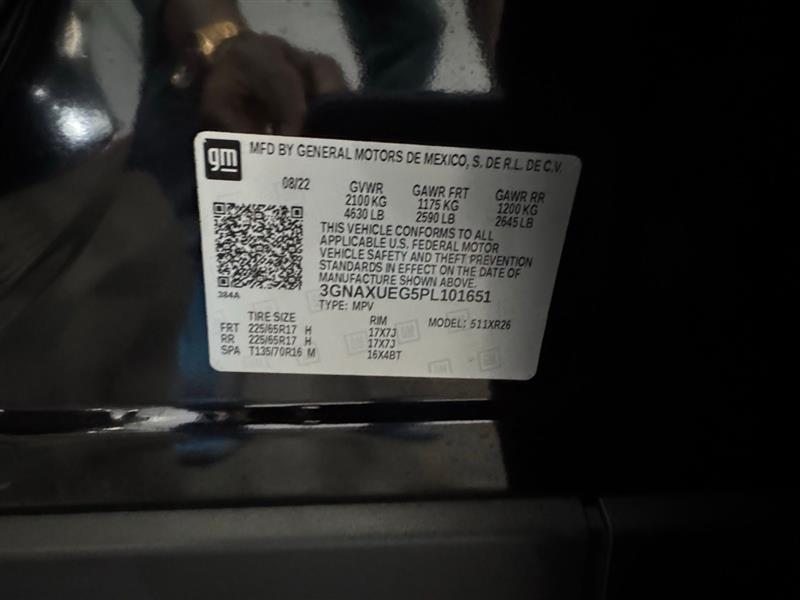 gm MFD BY GENERAL MOTORS DE MEXICO, S. DE R.L. DE C.V.
08/22 GVWR GAWR FRT GAWR RR
2100 KG 1175 KG 1200 KG
4630 LB 2590 LB 2645 LB
THIS VEHICLE CONFORMS TO ALL
APPLICABLE U.S. FEDERAL MOTOR
VEHICLE SAFETY AND THEFT PREVENTION
STANDARDS IN EFFECT ON THE DATE OF
MANUFACTURE SHOWN ABOVE.
384A 3GNAXUEG5PL101651
TYPE: MPV
TIRE SIZE RIM MODEL: 511XR26
FRT 225/65R17 H 17X7J
RR 225/65R17 H 17X7J
SPA T135/70R16 M 16X4BT